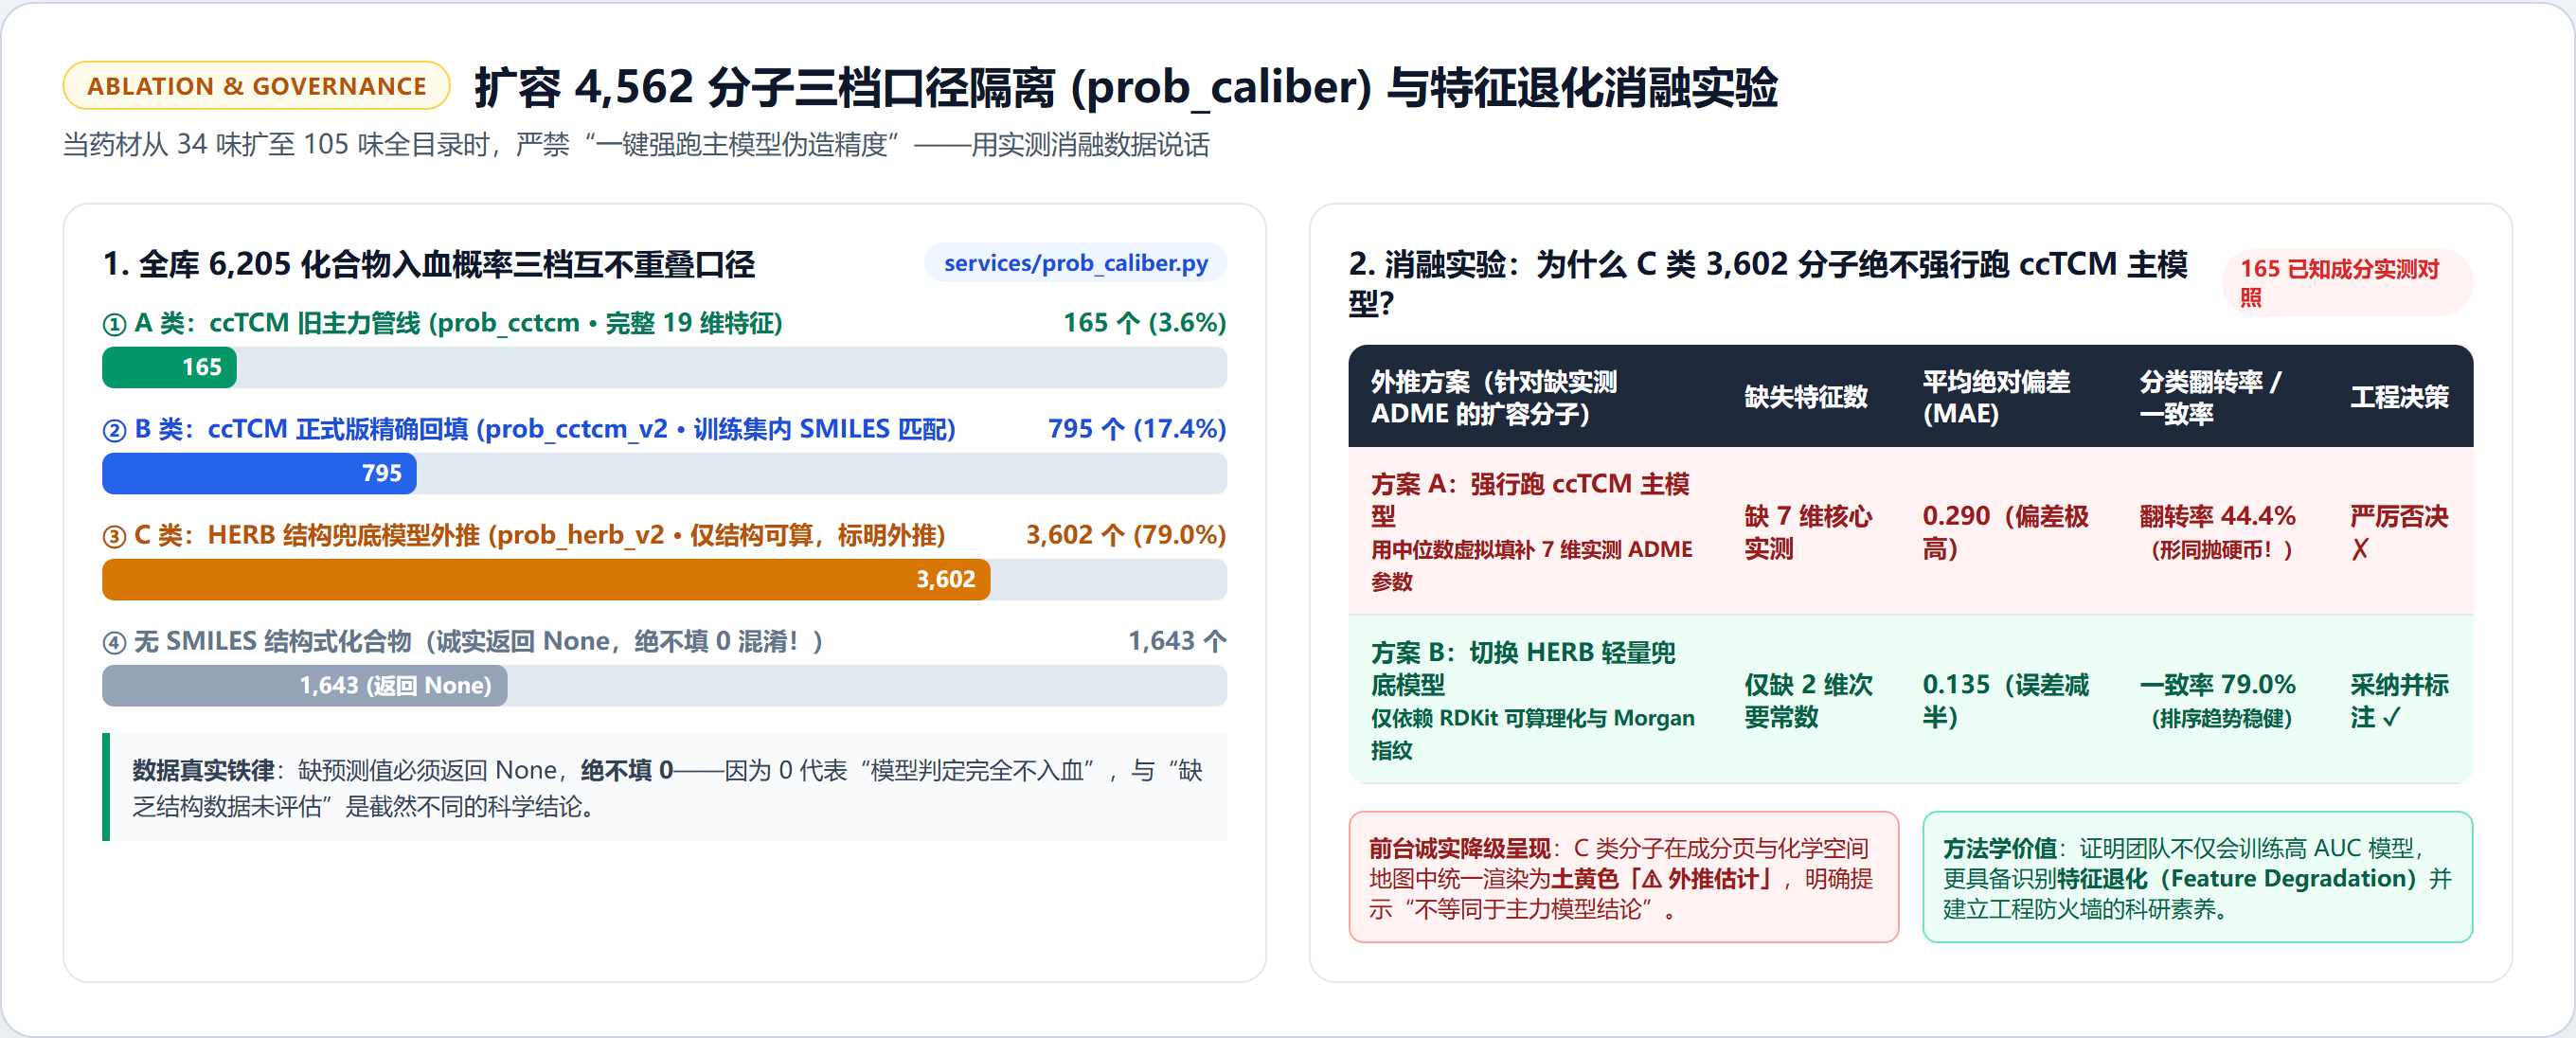 ABLATION & GOVERNANCE
扩容 4,562 分子三档口径隔离 (prob_caliber) 与特征退化消融实验
当药材从 34 味扩至 105 味全目录时，严禁“一键强跑主模型伪造精度”——用实测消融数据说话
1. 全库 6,205 化合物入血概率三档互不重叠口径
services/prob_caliber.py
① A 类：ccTCM 旧主力管线 (prob_cctcm • 完整 19 维特征)
165 个 (3.6%)
165
② B 类：ccTCM 正式版精确回填 (prob_cctcm_v2 • 训练集内 SMILES 匹配)
795 个 (17.4%)
795
③ C 类：HERB 结构兜底模型外推 (prob_herb_v2 • 仅结构可算，标明外推)
3,602 个 (79.0%)
3,602
④ 无 SMILES 结构式化合物（诚实返回 None，绝不填 0 混淆！）
1,643 个
1,643 (返回 None)
数据真实铁律：缺预测值必须返回 None，绝不填 0——因为 0 代表“模型判定完全不入血”，与“缺
乏结构数据未评估”是截然不同的科学结论。
2. 消融实验：为什么 C 类 3,602 分子绝不强行跑 ccTCM 主模
型？
165 已知成分实测对
照
外推方案（针对缺实测
ADME 的扩容分子）
缺失特征数
平均绝对偏差
(MAE)
分类翻转率 /
一致率
工程决策
方案 A：强行跑 ccTCM 主模
型
用中位数虚拟填补 7 维实测 ADME
参数
缺 7 维核心
实测
0.290（偏差极
高）
翻转率 44.4%
（形同抛硬币！）
严厉否决
✗
方案 B：切换 HERB 轻量兜
底模型
仅依赖 RDKit 可算理化与 Morgan
指纹
仅缺 2 维次
要常数
0.135（误差减
半）
一致率 79.0%
（排序趋势稳健）
采纳并标
注 ✓
前台诚实降级呈现：C 类分子在成分页与化学空间
地图中统一渲染为土黄色「⚠ 外推估计」，明确提
示“不等同于主力模型结论”。
方法学价值：证明团队不仅会训练高 AUC 模型，
更具备识别特征退化（Feature Degradation）并
建立工程防火墙的科研素养。